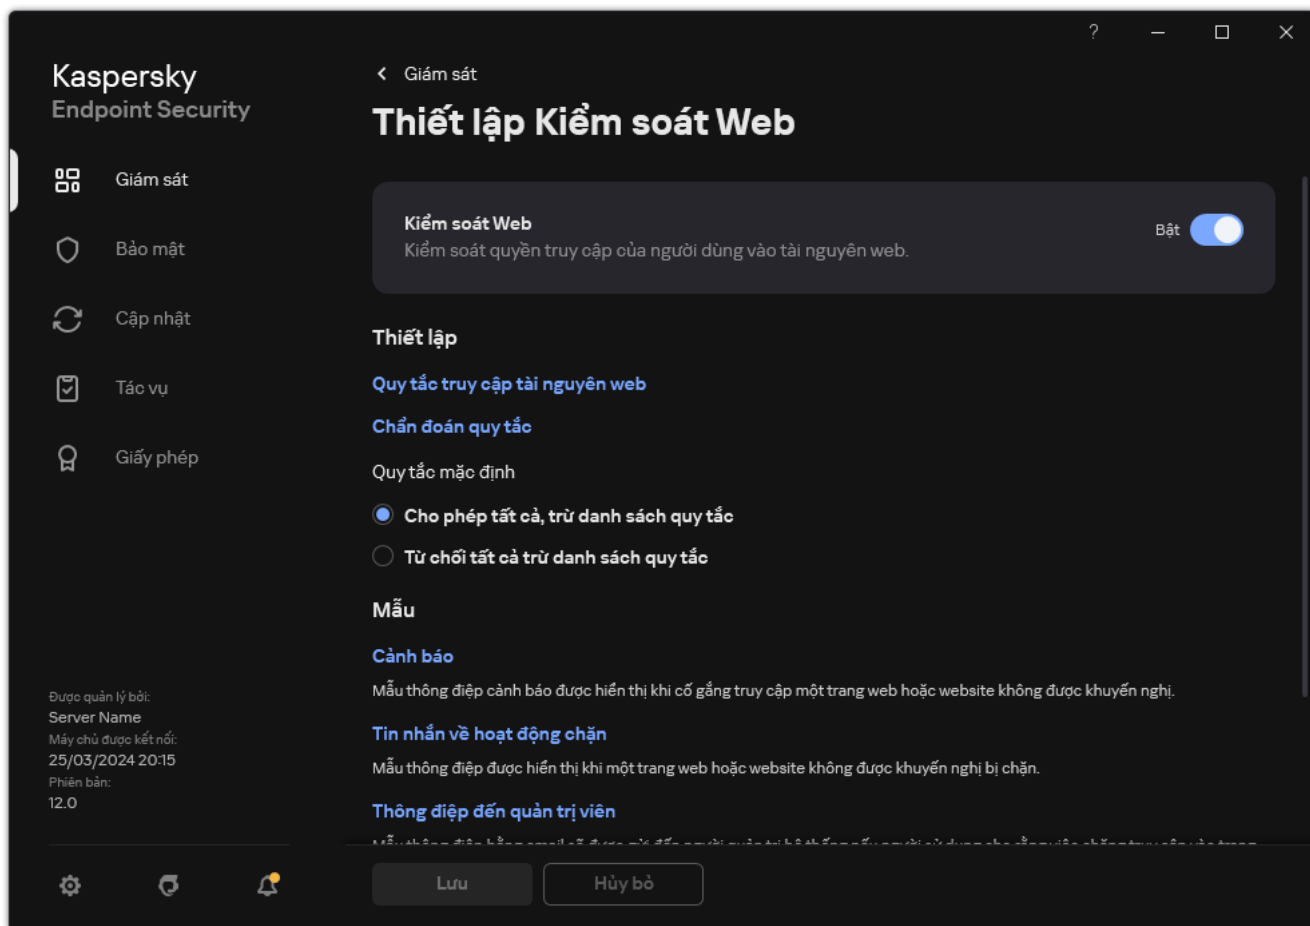 ?
Kaspersky
Endpoint Security
Giám sát
Bảo mật
Cập nhật
Tác vụ
Giấy phép
Được quản lý bởi:
Server Name
Máy chủ được kết nối:
25/03/2024 20:15
Phiên bản:
12.0
Giám sát
Thiết lập Kiểm soát Web
Kiểm soát Web
Kiểm soát quyền truy cập của người dùng vào tài nguyên web.
Bật
Thiết lập
Quy tắc truy cập tài nguyên web
Chẩn đoán quy tắc
Quy tắc mặc định
Cho phép tất cả, trừ danh sách quy tắc
Từ chối tất cả trừ danh sách quy tắc
Mẫu
Cảnh báo
Mẫu thông điệp cảnh báo được hiển thị khi cố gắng truy cập một trang web hoặc website không được khuyến nghị.
Tin nhắn về hoạt động chặn
Mẫu thông điệp được hiển thị khi một trang web hoặc website không được khuyến nghị bị chặn.
Thông điệp đến quản trị viên
Lưu
Hủy bỏ